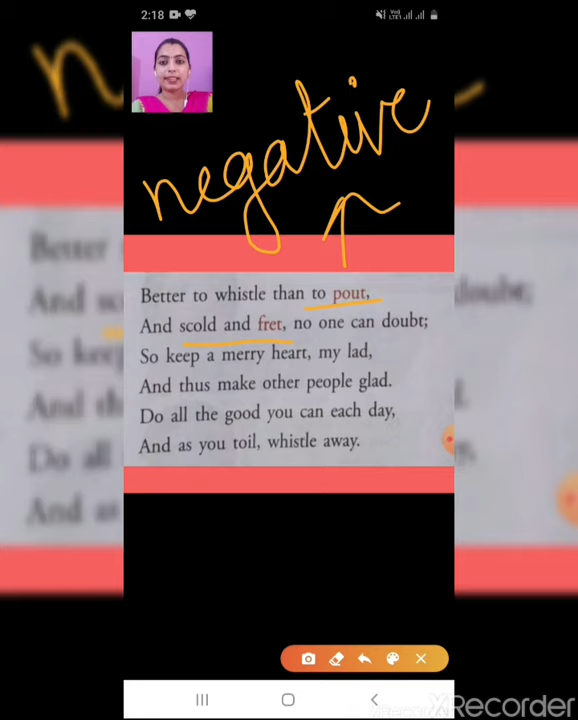 2:18
negative
Better to whistle than to pout,
And scold and fret, no one can doubt;
So keep a merry heart, my lad,
And thus make other people glad.
Do all the good you can each day,
And as you toil, whistle away.
XRecorder